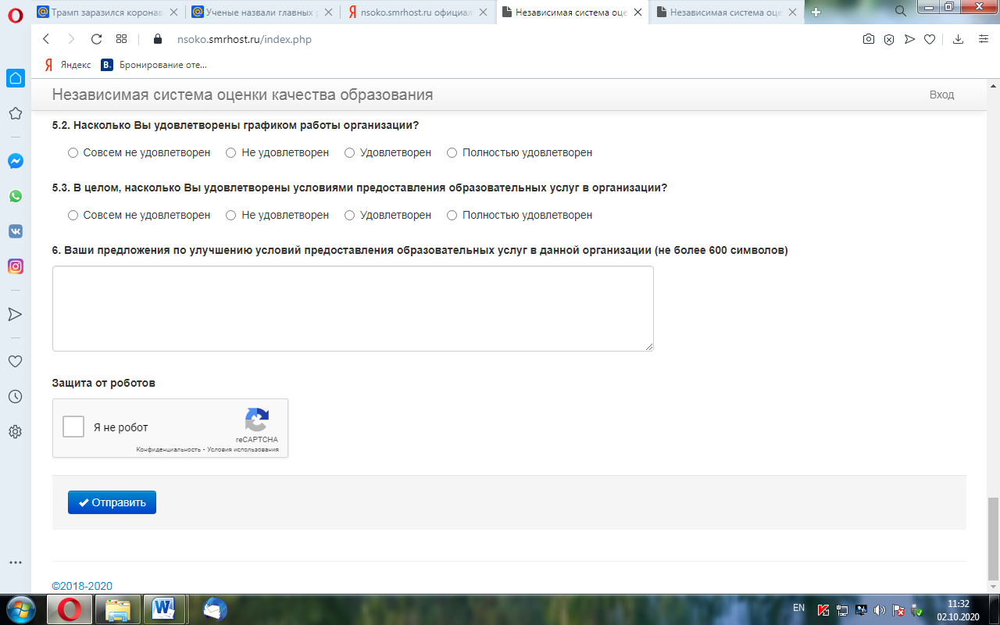 Трамп заразился коронав
Ученые назвали главных
nsoko.smrhost.ru официал
Независимая система оце
Независимая система оце
nsoko.smrhost.ru/index.php
Яндекс
B. Бронирование оте...
Независимая система оценки качества образования
Вход
5.2. Насколько Вы удовлетворены графиком работы организации?
Совсем не удовлетворен Не удовлетворен Удовлетворен Полностью удовлетворен
5.3. В целом, насколько Вы удовлетворены условиями предоставления образовательных услуг в организации?
Совсем не удовлетворен Не удовлетворен Удовлетворен Полностью удовлетворен
6. Ваши предложения по улучшению условий предоставления образовательных услуг в данной организации (не более 600 символов)
Защита от роботов
Я не робот
reCAPTCHA
Конфиденциальность - Условия использования
Отправить
©2018-2020
EN
11:32
02.10.2020